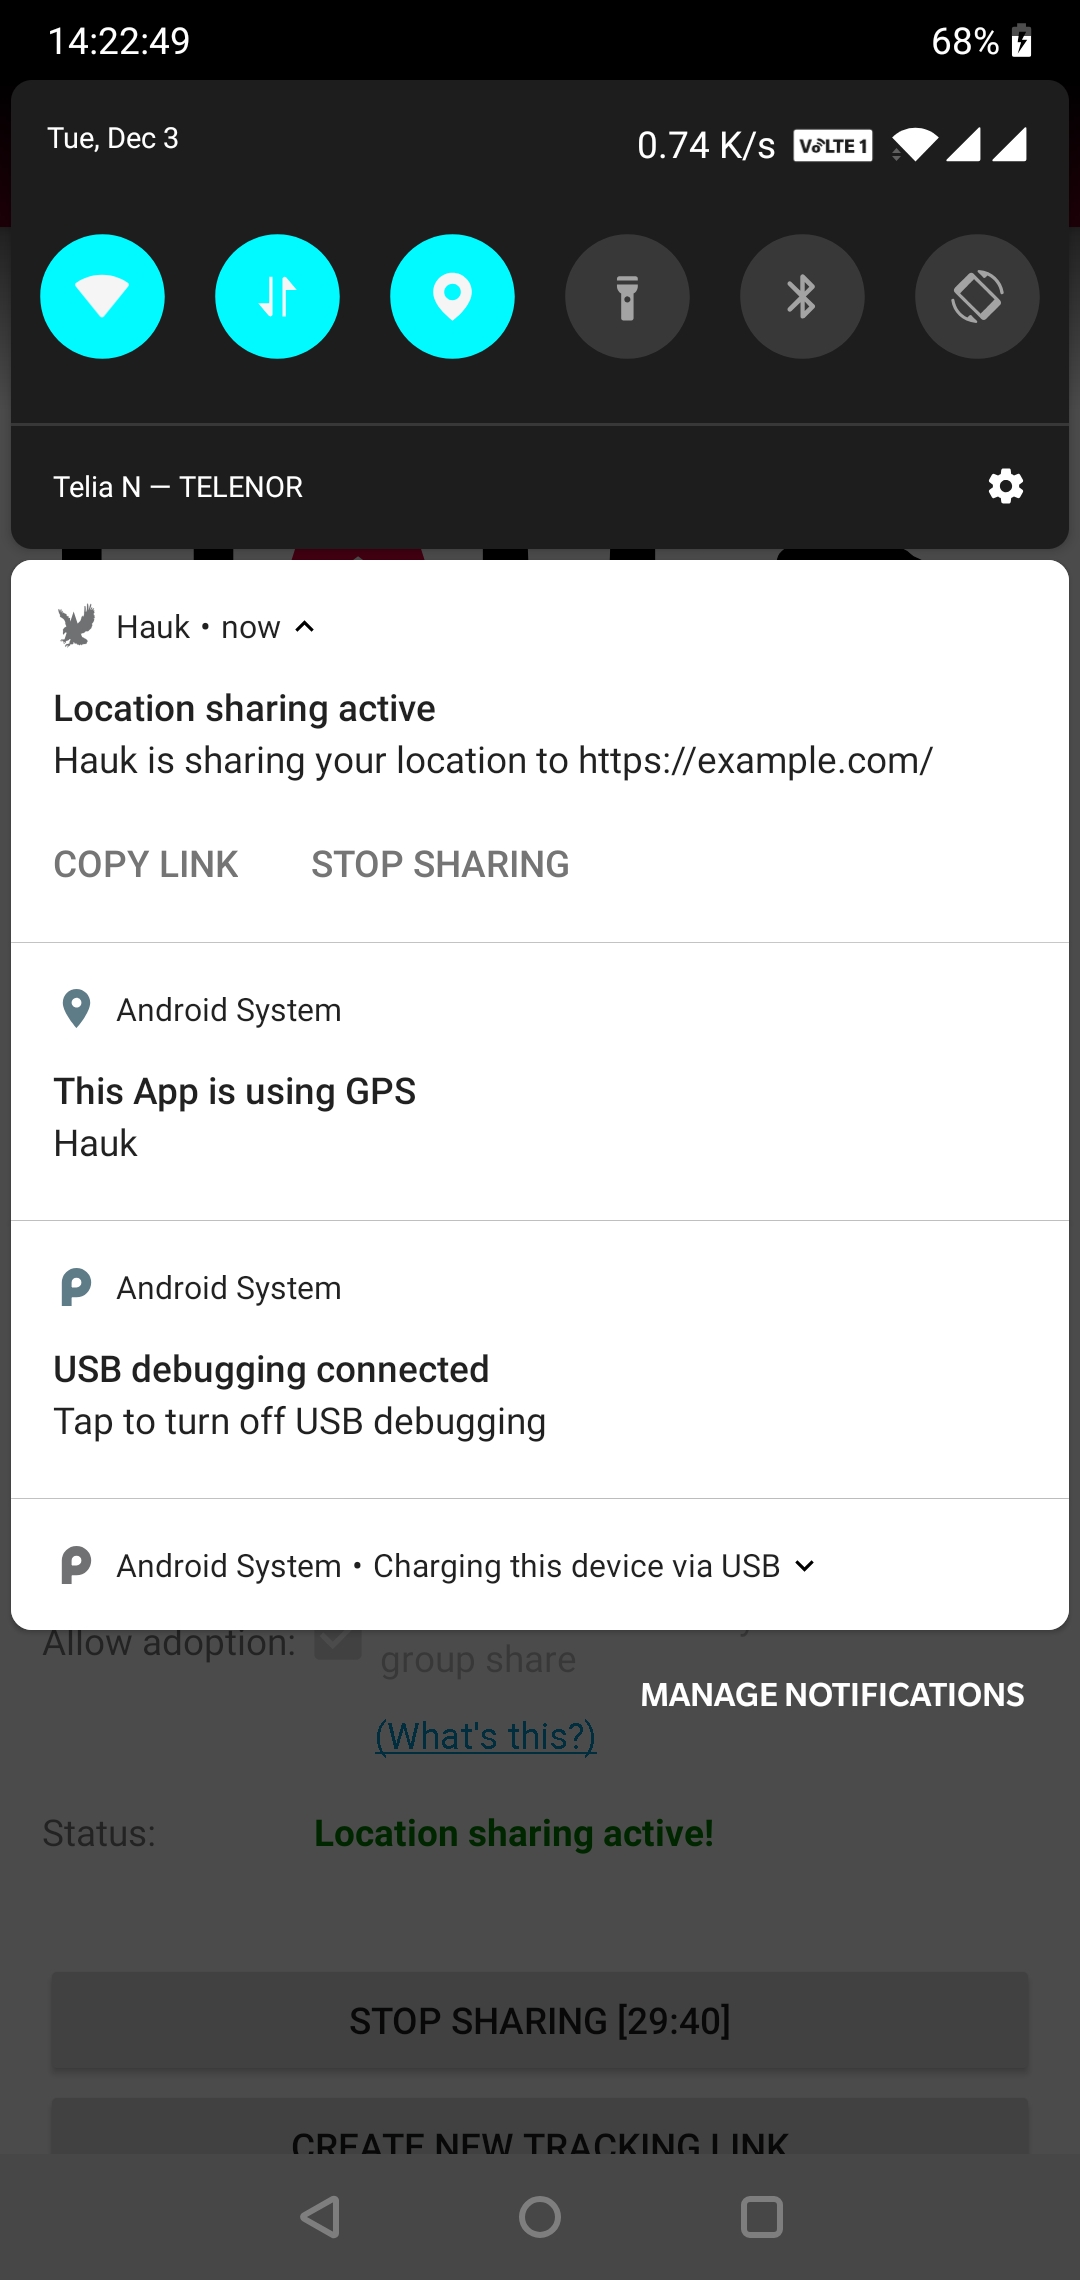 14:22:49
68%
Tue, Dec 3
0.74 K/s VoLTE 1
Telia N — TELENOR
Hauk • now
Location sharing active
Hauk is sharing your location to https://example.com/
COPY LINK STOP SHARING
Android System
This App is using GPS
Hauk
Android System
USB debugging connected
Tap to turn off USB debugging
Android System • Charging this device via USB
Allow adoption:
group share
MANAGE NOTIFICATIONS
(What's this?)
Status: Location sharing active!
STOP SHARING [29:40]
CREATE NEW TRACKING LINK